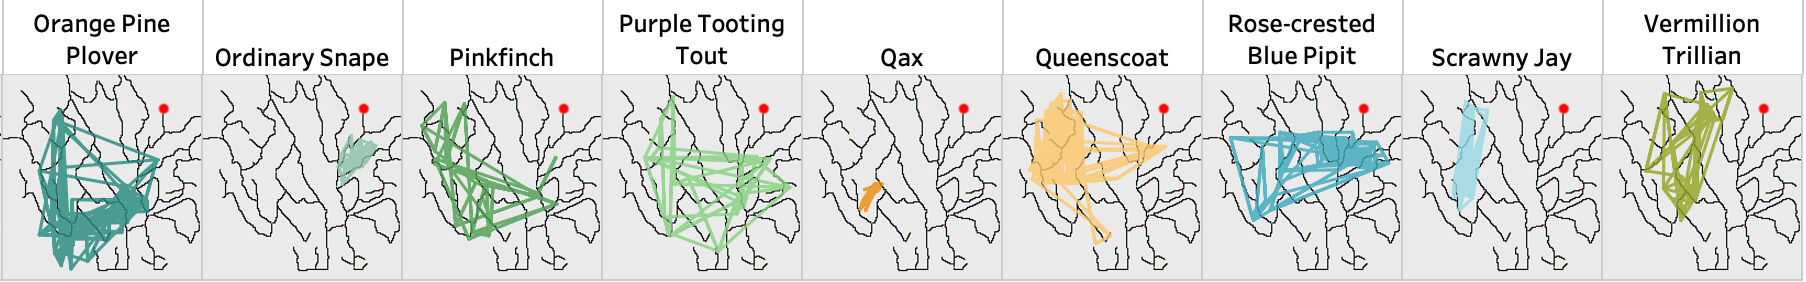 Orange Pine
Plover
Ordinary Snape
Pinkfinch
Purple Tooting
Tout
Qax
Queenscoat
Rose-crested
Blue Pipit
Scrawny Jay
Vermillion
Trillian